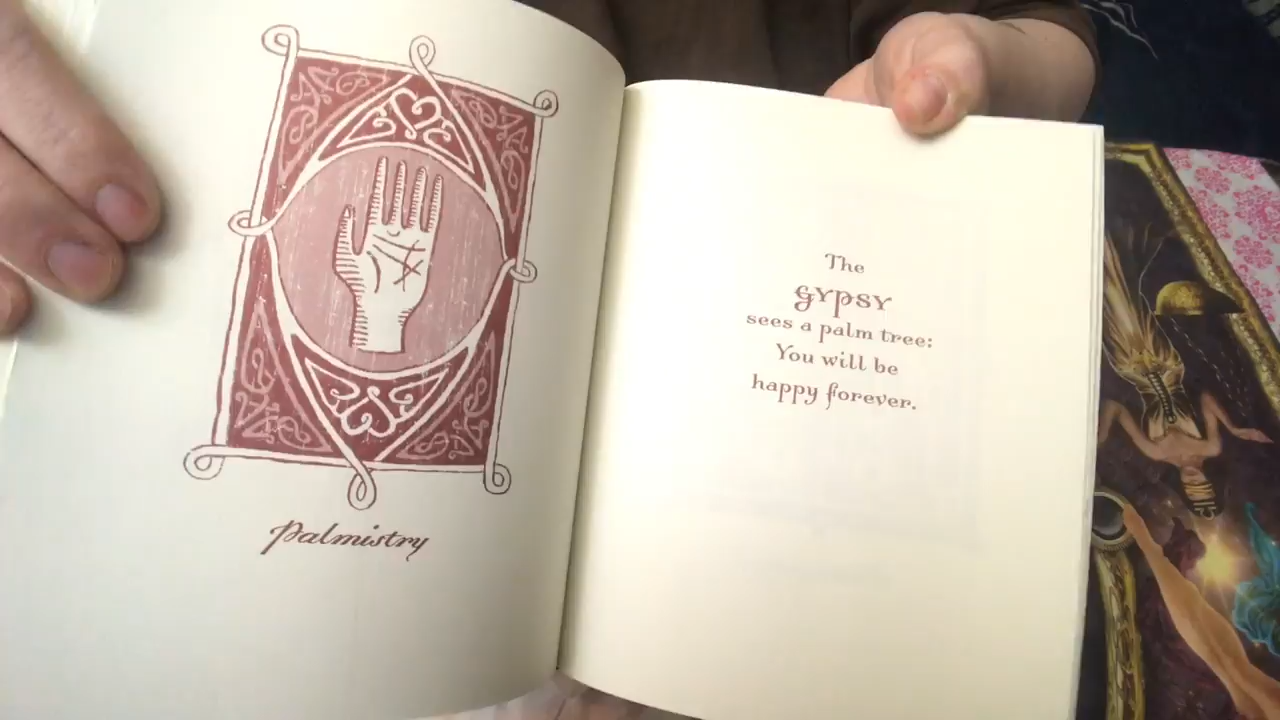 Palmistry
The
GYPSY
sees a palm tree:
You will be
happy forever.